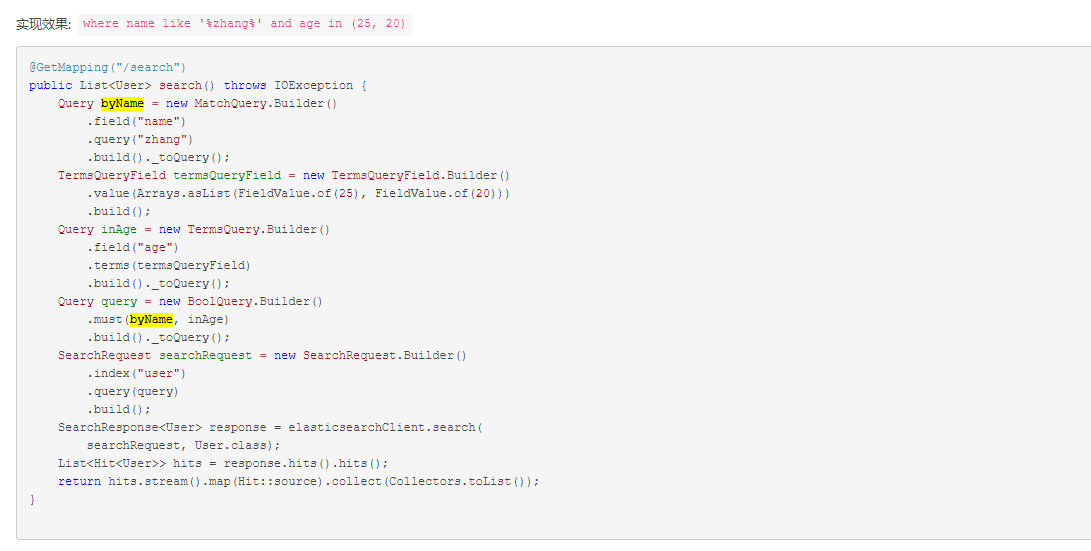 实现效果: where name like '%zhang%' and age in (25, 20)
@GetMapping("/search")
public List<User> search() throws IOException {
    Query byName = new MatchQuery.Builder()
        .field("name")
        .query("zhang")
        .build()._toQuery();
    TermsQueryField termsQueryField = new TermsQueryField.Builder()
        .value(Arrays.asList(FieldValue.of(25), FieldValue.of(20)))
        .build();
    Query inAge = new TermsQuery.Builder()
        .field("age")
        .terms(termsQueryField)
        .build()._toQuery();
    Query query = new BoolQuery.Builder()
        .must(byName, inAge)
        .build()._toQuery();
    SearchRequest searchRequest = new SearchRequest.Builder()
        .index("user")
        .query(query)
        .build();
    SearchResponse<User> response = elasticsearchClient.search(
        searchRequest, User.class);
    List<Hit<User>> hits = response.hits().hits();
    return hits.stream().map(Hit::source).collect(Collectors.toList());
}